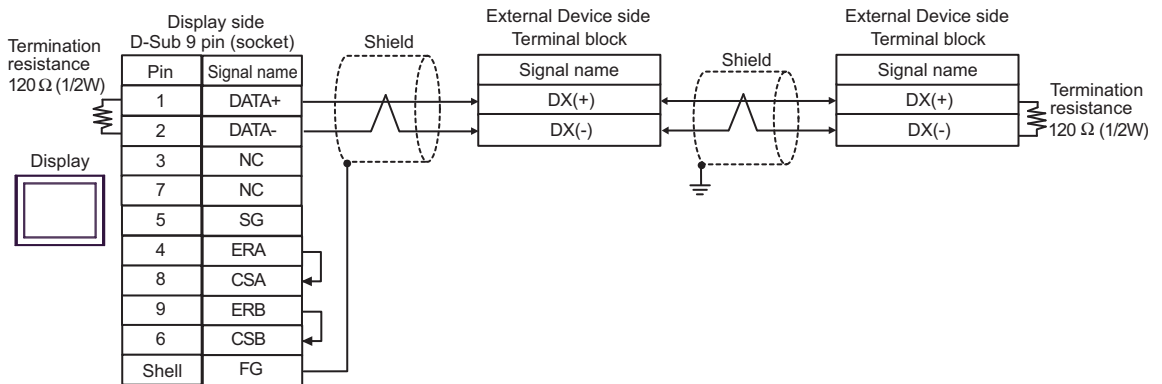 Display side
D-Sub 9 pin (socket)
Termination
resistance
120 Ω (1/2W)
Pin Signal name
1 DATA+
2 DATA-
3 NC
7 NC
5 SG
4 ERA
8 CSA
9 ERB
6 CSB
Shell FG
Display
Shield
External Device side
Terminal block
Signal name
DX(+)
DX(-)
Shield
External Device side
Terminal block
Signal name
DX(+)
DX(-)
Termination
resistance
120 Ω (1/2W)